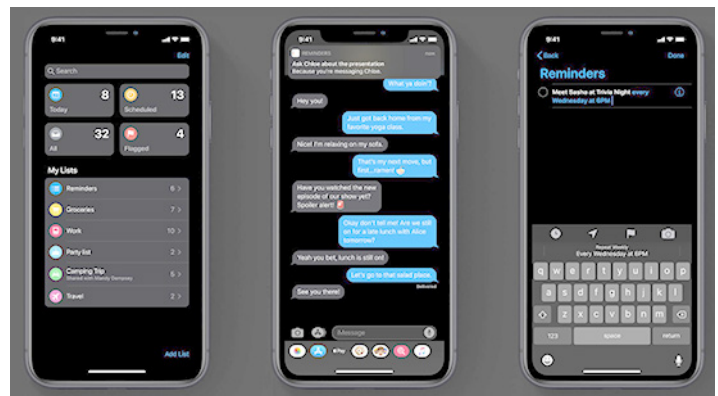 9:41
Edit
Search
8
Today
13
Scheduled
32
All
4
Flagged
My Lists
Reminders 6
Groceries 7
Work 10
Party list 2
Camping Trip 5
Shared with Mandy
Travel 2
Add List
9:41
REMINDERS now
Ask Chloe about the presentation
Because you're messaging Chloe.
What ya doin'?
Hey you!
Just got back home from my
favorite yoga class.
Nice! I'm relaxing on my sofa.
That's my next move, but
first...ramen!
Have you watched the new
episode of our show yet?
Spoiler alert!
Okay don't tell me! Are we still
on for a late lunch with Alice
tomorrow?
Yeah you bet, lunch is still on!
Let's go to that salad place.
Delivered
See you there!
iMessage
Pay
9:41
Back
Done
Reminders
Meet Sasha at Trivia Night every
Wednesday at 6PM
Repeat Weekly
Every Wednesday at 6PM
q w e r t y u i o p
a s d f g h j k l
z x c v b n m
123 space return